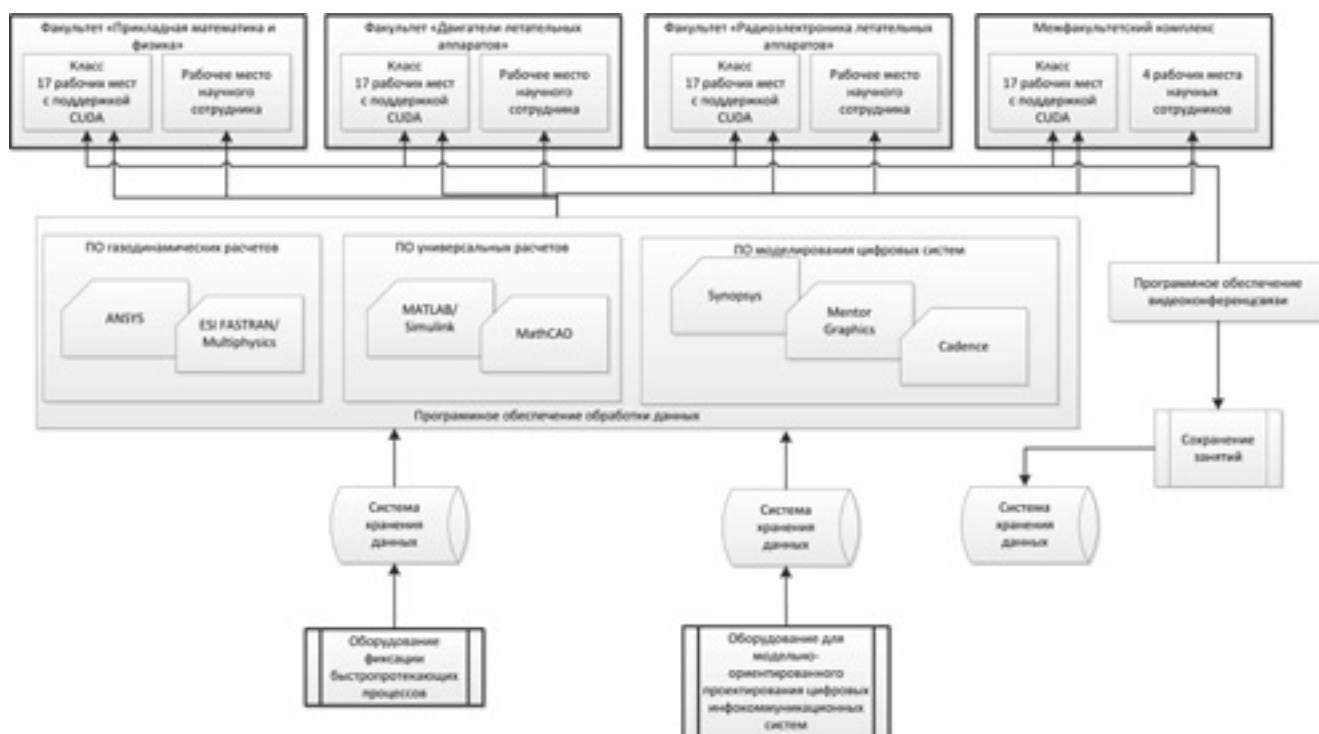 Факультет «Прикладная математика и
физика»
Класс
17 рабочих мест
с поддержкой
CUDA
Рабочее место
научного
сотрудника
Факультет «Двигатели летательных
аппаратов»
Класс
17 рабочих мест
с поддержкой
CUDA
Рабочее место
научного
сотрудника
Факультет «Радиоэлектроника летательных
аппаратов»
Класс
17 рабочих мест
с поддержкой
CUDA
Рабочее место
научного
сотрудника
Межфакультетский комплекс
Класс
17 рабочих мест
с поддержкой
CUDA
4 рабочих места
научных
сотрудников
ПО газодинамических расчетов
ANSYS
ESI FASTRAN/
Multiphysics
ПО универсальных расчетов
MATLAB/
Simulink
MathCAD
ПО моделирования цифровых систем
Synopsys
Mentor
Graphics
Cadence
Програмное обеспечение обработки данных
Програмное обеспечение
видеоконференцсвязи
Сохранение
занятий
Система
хранения
данных
Система
хранения
данных
Система
хранения
данных
Оборудование
фиксации
быстропротекающих
процессов
Оборудование для
модельно-
ориентированного
проектирования цифровых
инфокоммуникационных
систем